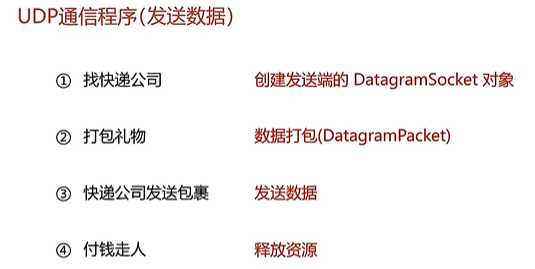 UDP通信程序(发送数据)
① 找快递公司 创建发送端的 DatagramSocket 对象
② 打包礼物 数据打包(DatagramPacket)
③ 快递公司发送包裹 发送数据
④ 付钱走人 释放资源